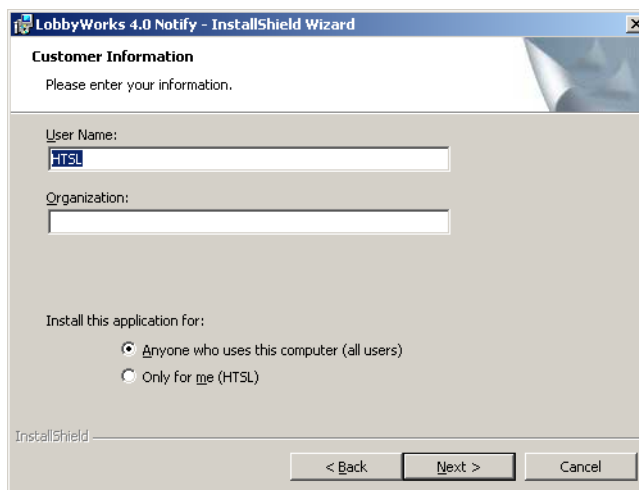 LobbyWorks 4.0 Notify - InstallShield Wizard
Customer Information
Please enter your information.
User Name:
HTSL
Organization:
Install this application for:
Anyone who uses this computer (all users)
Only for me (HTSL)
InstallShield
< Back Next > Cancel